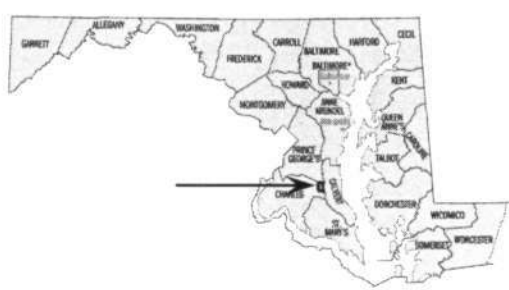 GARRETT
ALLEGANY
WASHINGTON
FREDERICK
CARROLL
BALTIMORE
HARFORD
CECIL
BALTIMORE*
HOWARD
KENT
MONTGOMERY
ANNE
ARUNDEL
QUEEN
ANNE'S
CAROLINE
PRINCE
GEORGE'S
TALBOT
CHARLES
CALVERT
DORCHESTER
ST.
MARY'S
WICOMICO
SOMERSET
WORCESTER